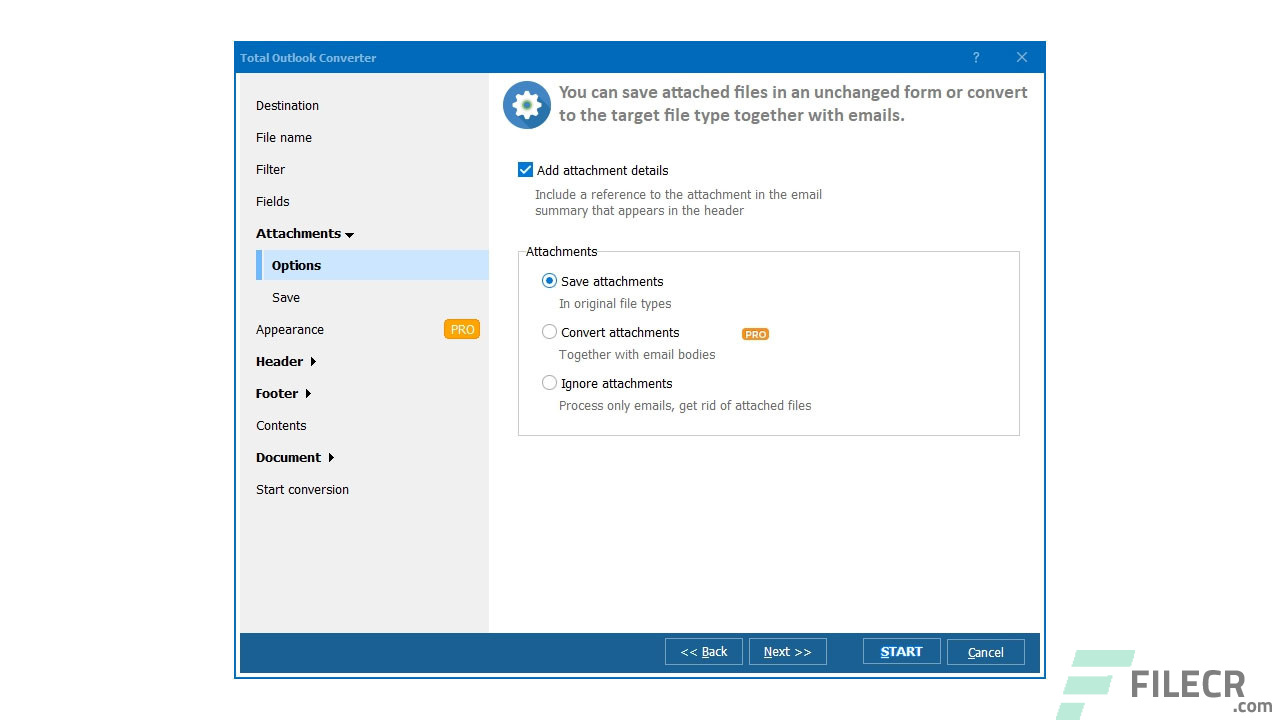 Total Outlook Converter
?
Destination
File name
Filter
Fields
Attachments
Options
Save
Appearance PRO
Header
Footer
Contents
Document
Start conversion
You can save attached files in an unchanged form or convert
to the target file type together with emails.
Add attachment details
Include a reference to the attachment in the email
summary that appears in the header
Attachments
Save attachments
In original file types
Convert attachments PRO
Together with email bodies
Ignore attachments
Process only emails, get rid of attached files
<< Back Next >> START Cancel
FILECR
.com